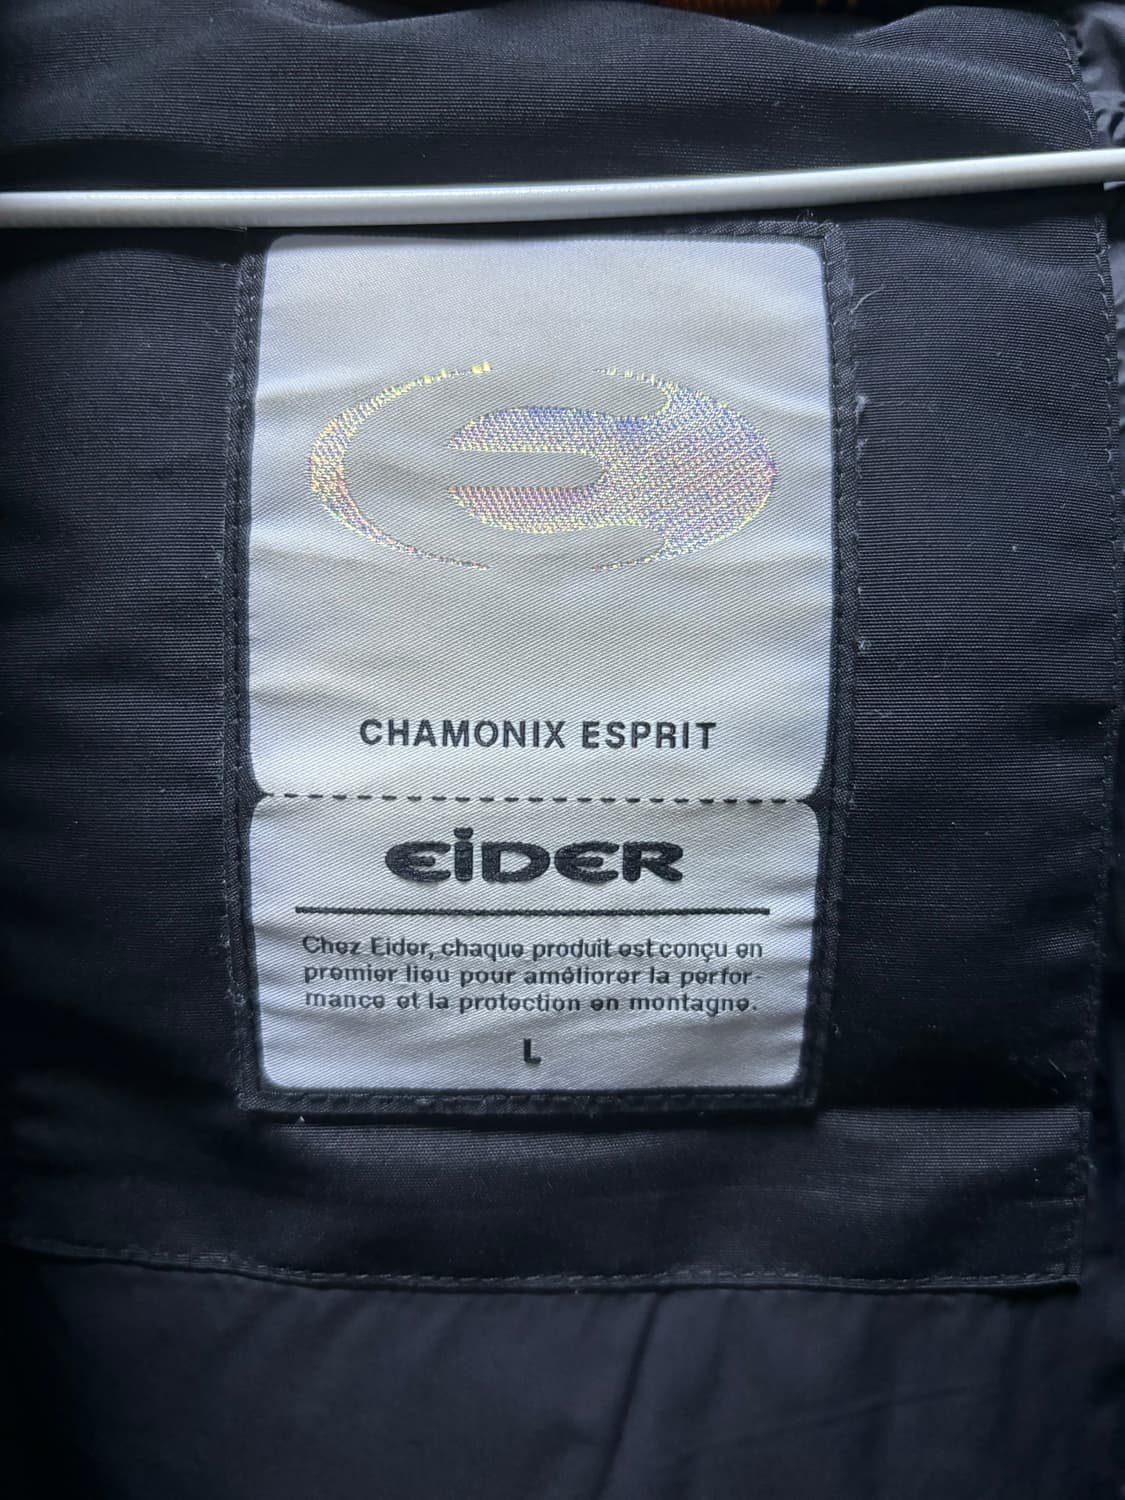 CHAMONIX ESPRIT
EiDER
Chez Eider, chaque produit est conçu en
premier lieu pour améliorer la perfor-
mance et la protection en montagne.
L